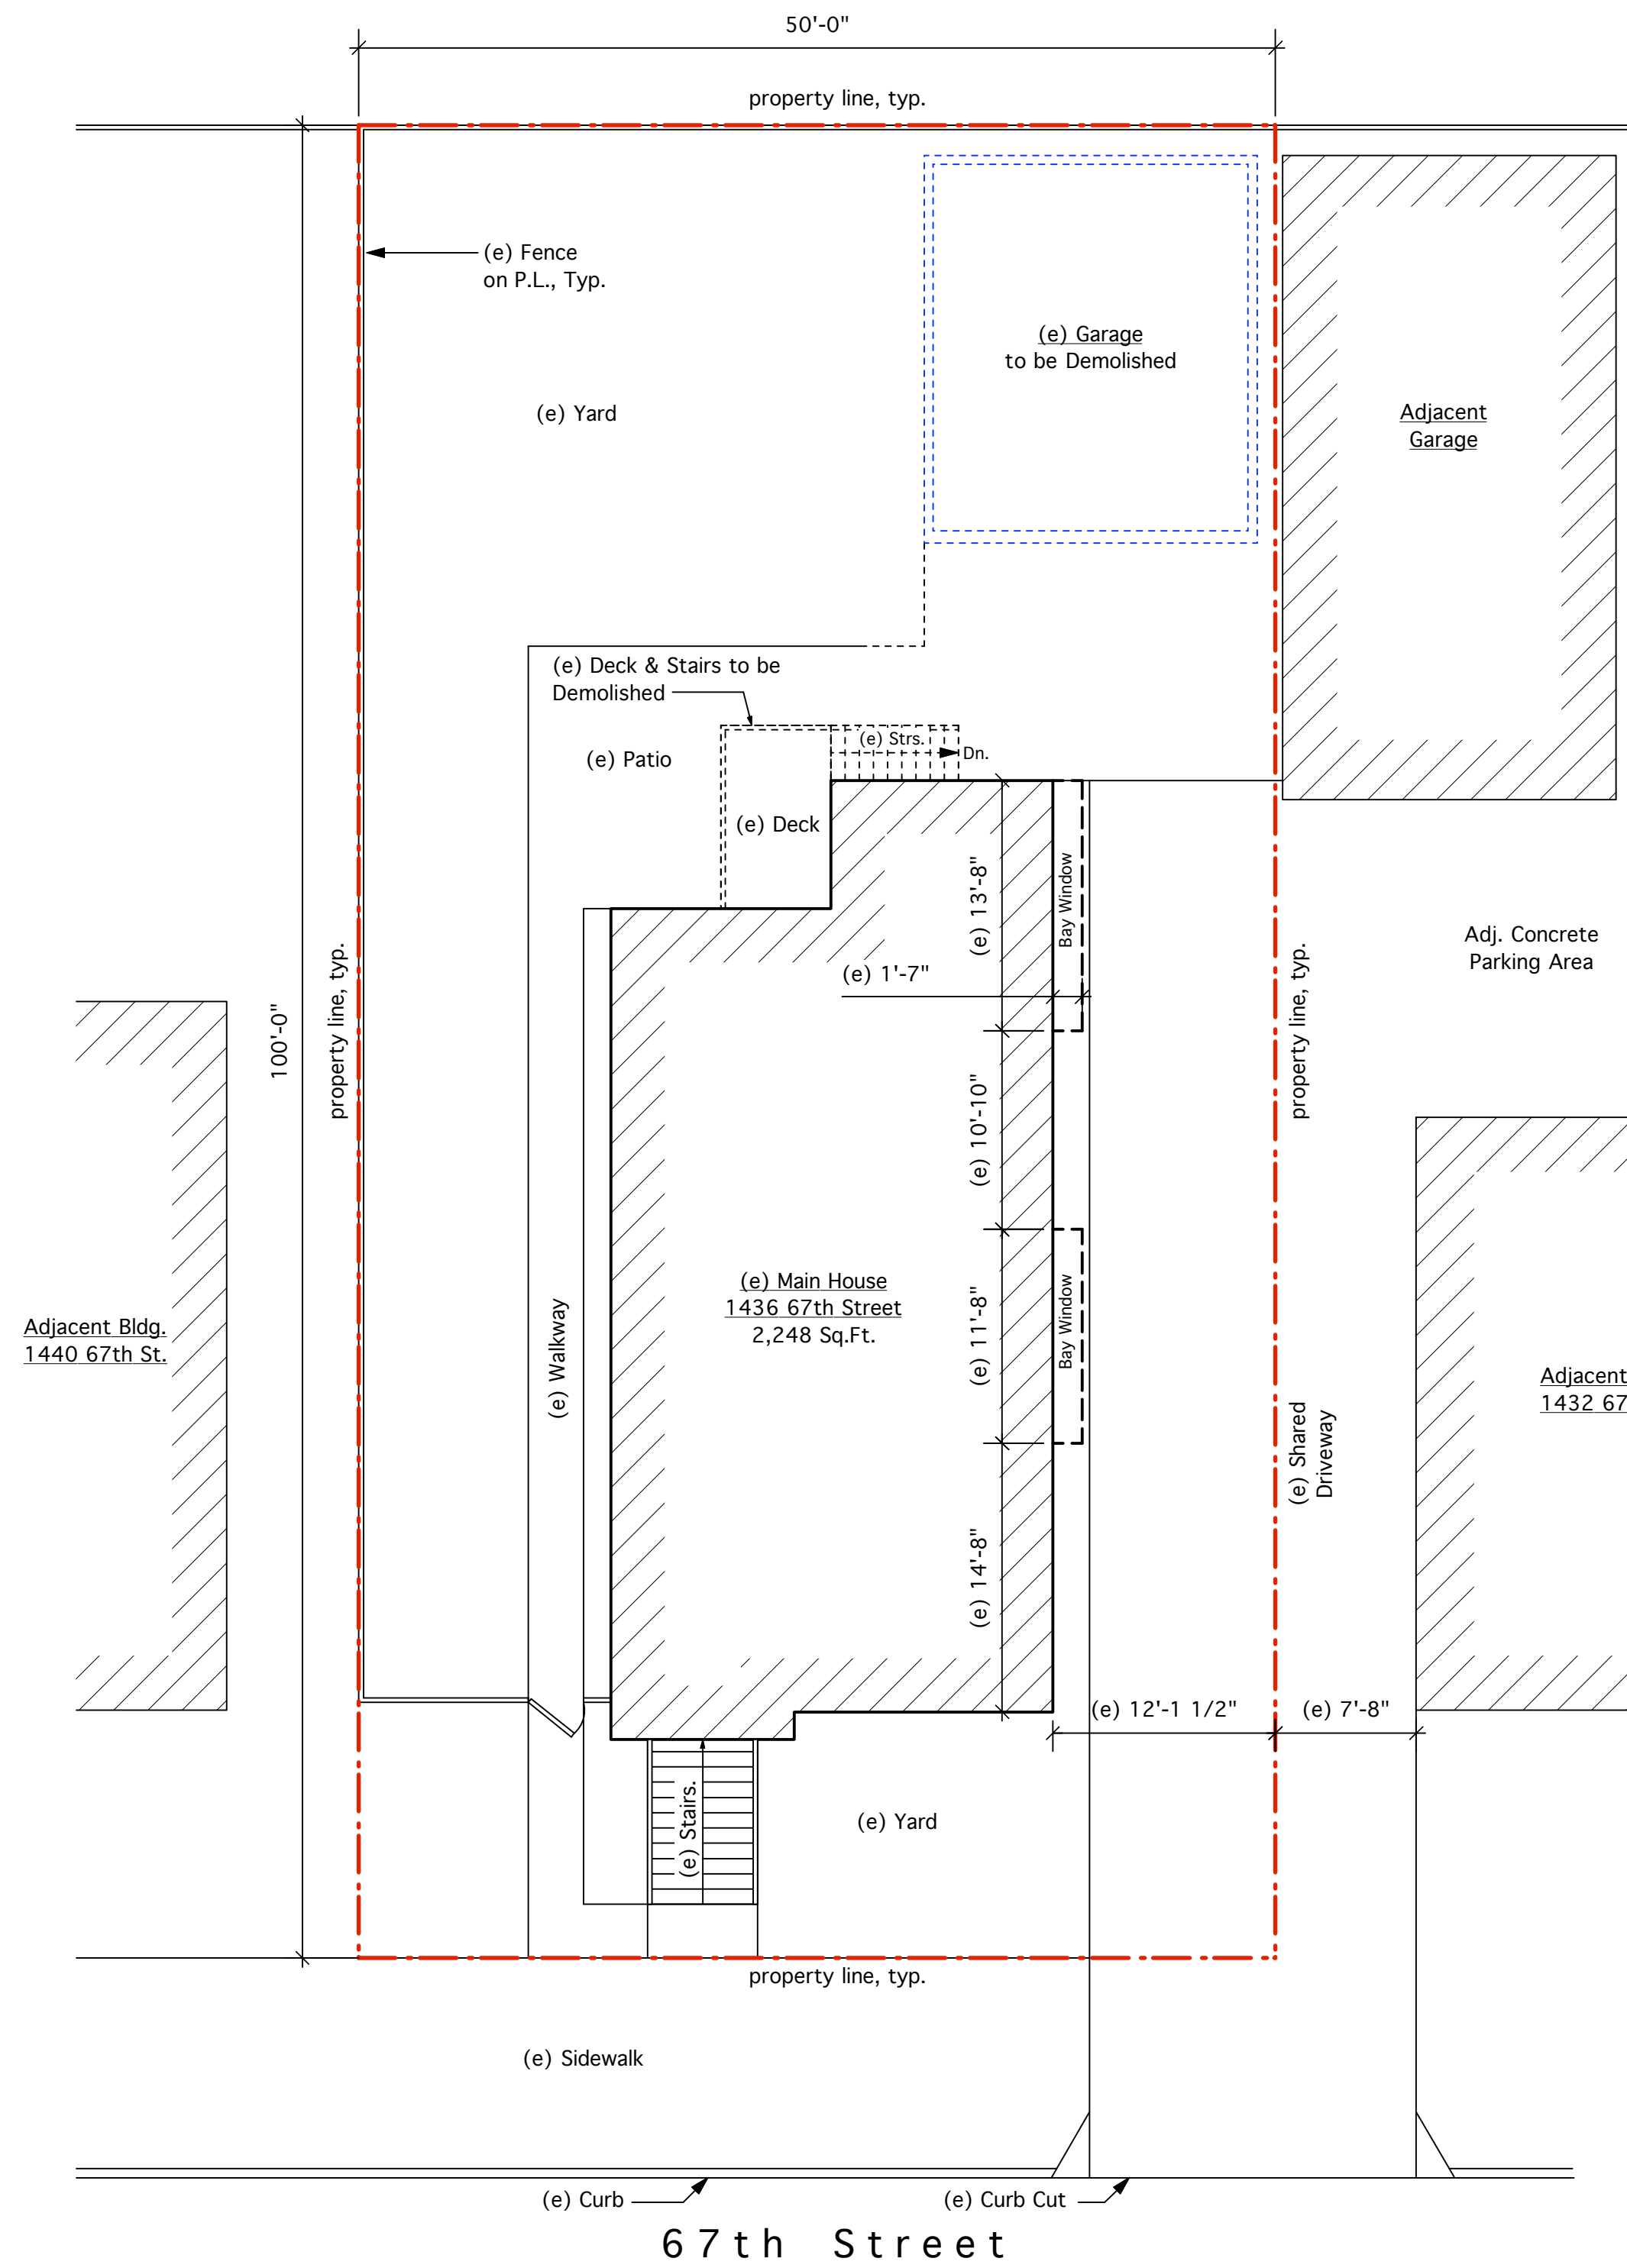 50'-0"
property line, typ.
(e) Fence
on P.L., Typ.
(e) Garage
to be Demolished
(e) Yard
Adjacent
Garage
(e) Deck & Stairs to be
Demolished
(e) Strs.
Dn.
(e) Patio
(e) Deck
(e) 13'-8"
Bay Window
(e) 1'-7"
Adj. Concrete
Parking Area
100'-0"
property line, typ.
property line, typ.
(e) 10'-10"
(e) Main House
1436 67th Street
2,248 Sq.Ft.
(e) 11'-8"
Bay Window
Adjacent Bldg.
1440 67th St.
(e) Walkway
Adjacent
1432 67
(e) Shared
Driveway
(e) 14'-8"
(e) 12'-1 1/2"
(e) 7'-8"
(e) Stairs.
(e) Yard
property line, typ.
(e) Sidewalk
(e) Curb
(e) Curb Cut
67th Street